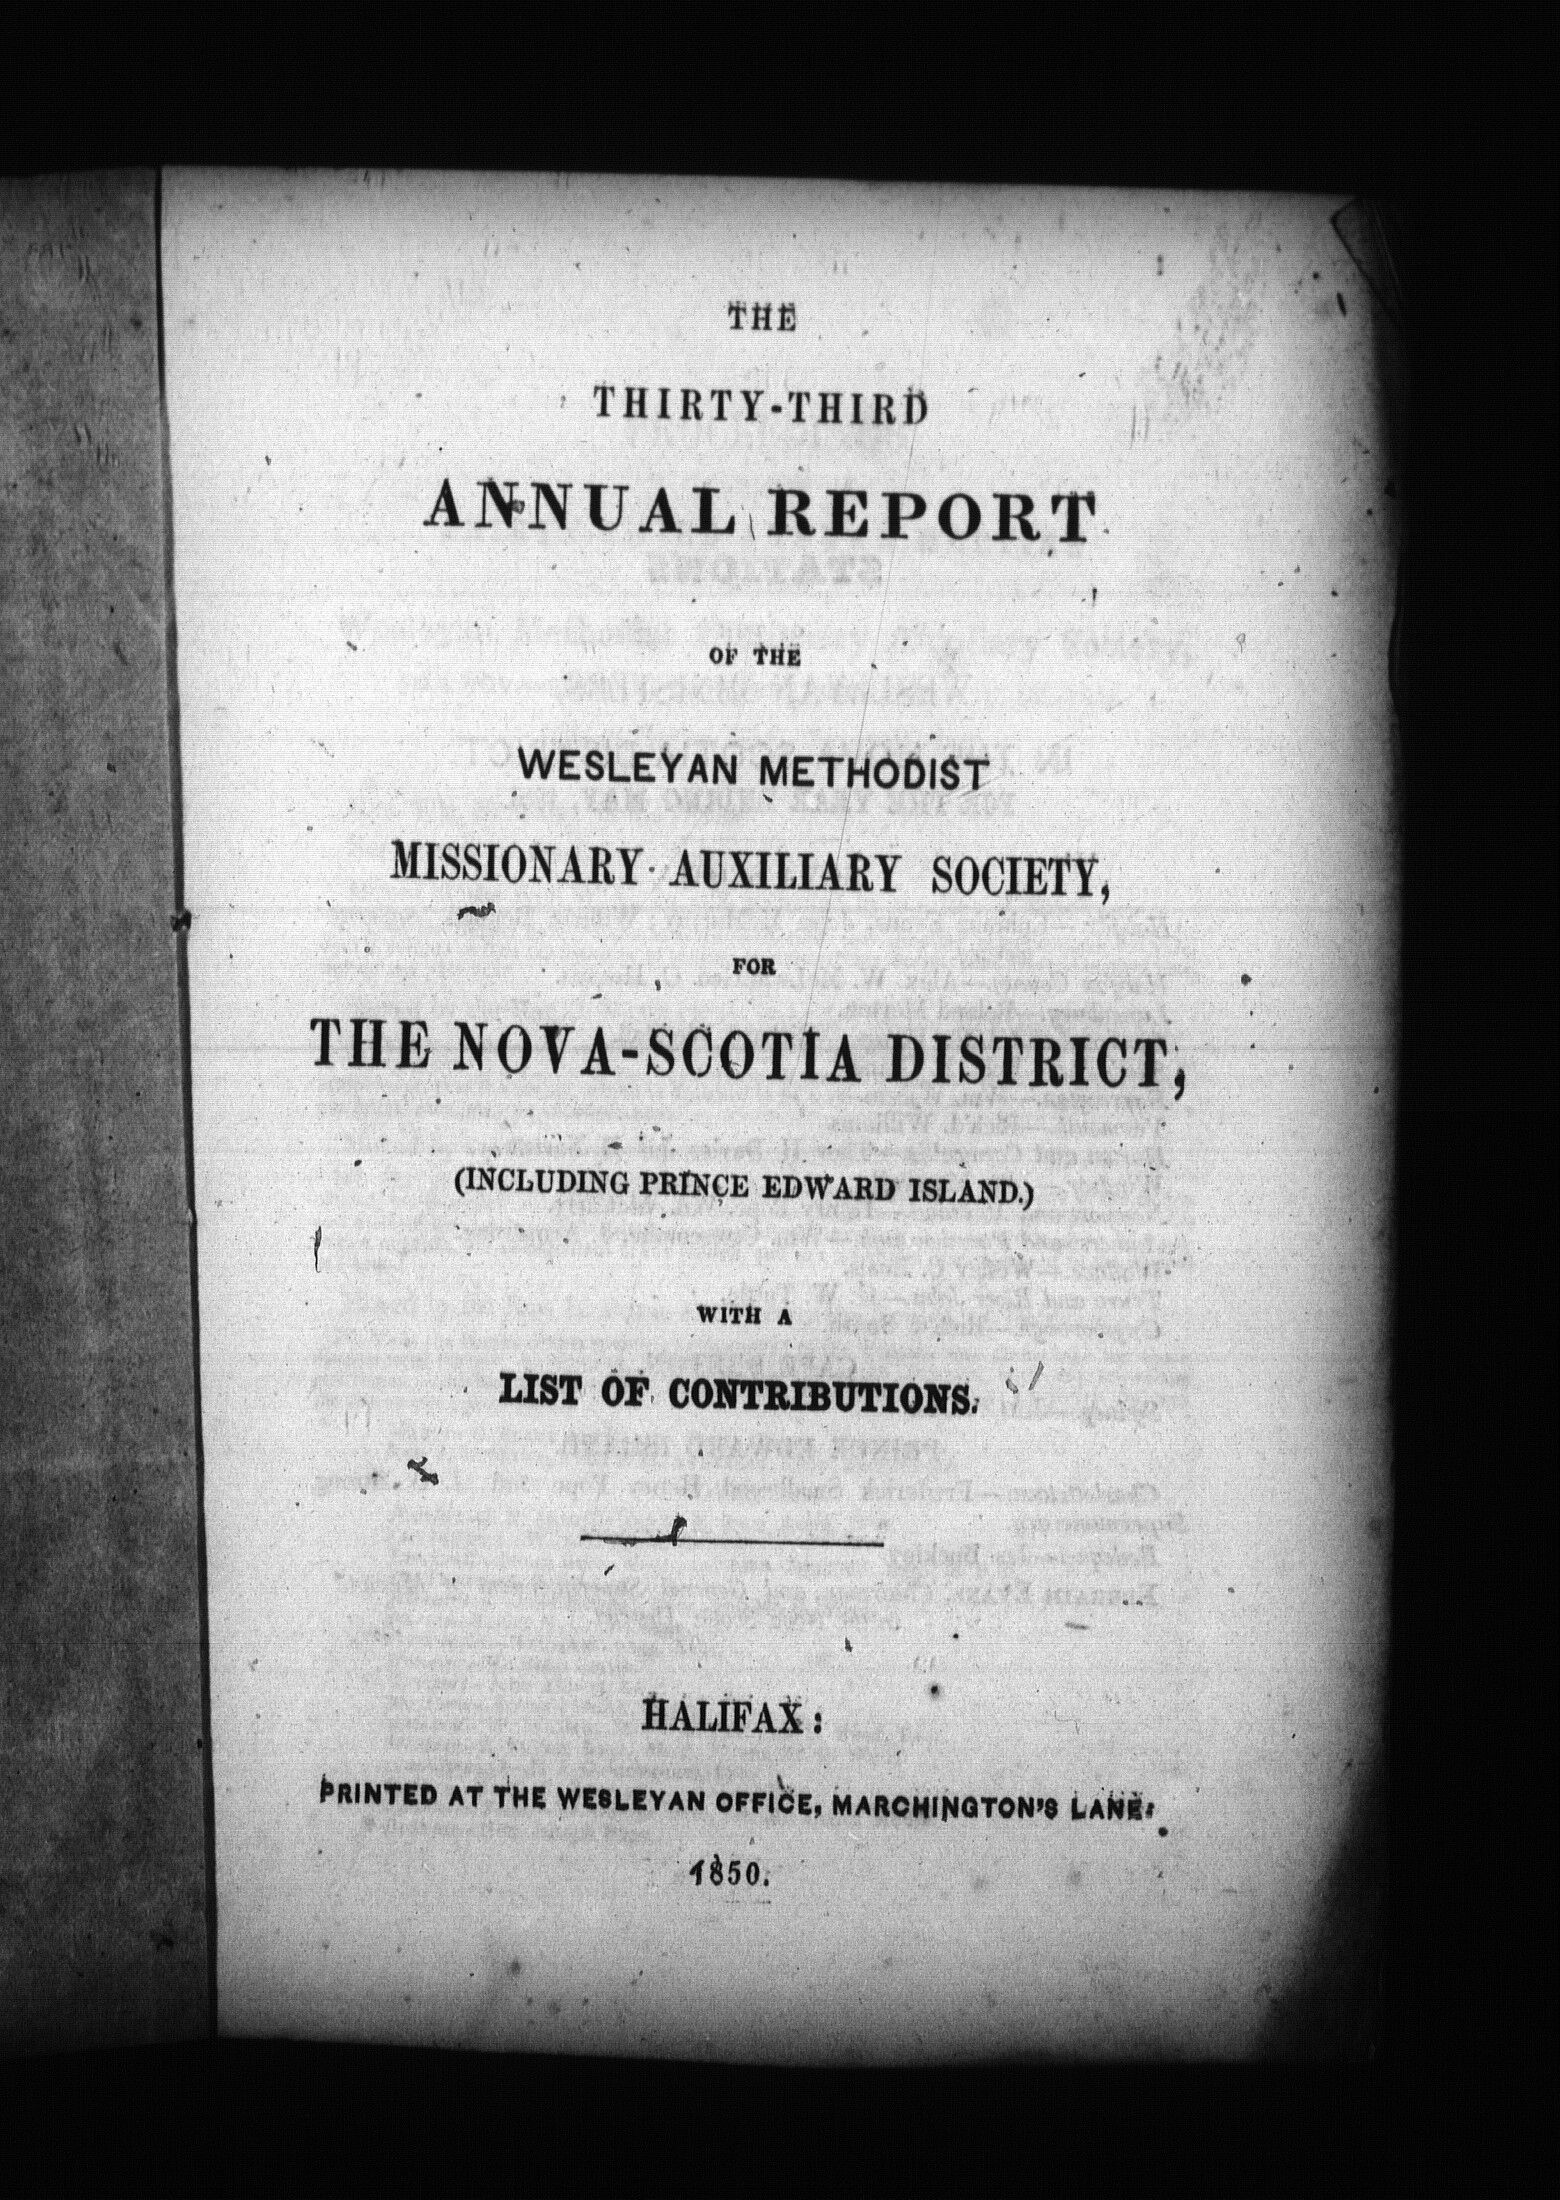 THE
THIRTY-THIRD
ANNUAL REPORT
OF THE
WESLEYAN METHODIST
MISSIONARY AUXILIARY SOCIETY,
FOR
THE NOVA-SCOTIA DISTRICT,
(INCLUDING PRINCE EDWARD ISLAND.)
WITH A
LIST OF CONTRIBUTIONS.
HALIFAX:
PRINTED AT THE WESLEYAN OFFICE, MARCHINGTON'S LANE.
1850.